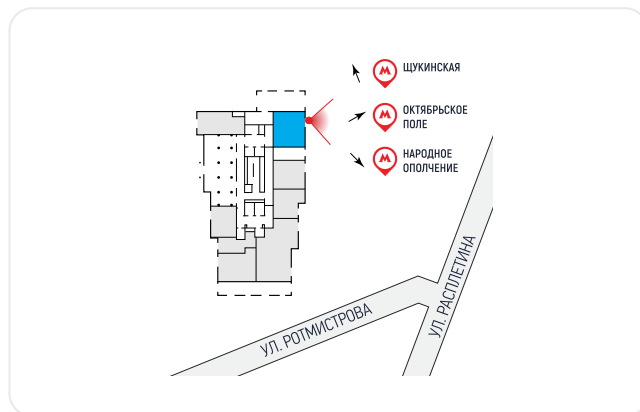 ЩУКИНСКАЯ
ОКТЯБРЬСКОЕ
ПОЛЕ
НАРОДНОЕ
ОПОЛЧЕНИЕ
УЛ. РАСПЛЕТИНА
УЛ. РОТМИСТРОВА